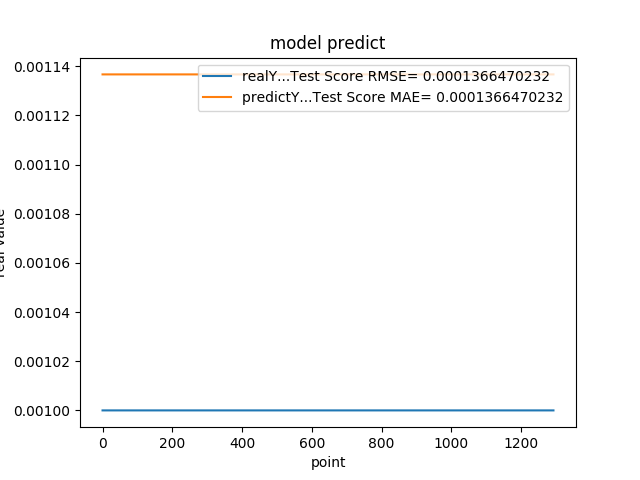 model predict
realY...Test Score RMSE= 0.0001366470232
predictY...Test Score MAE= 0.0001366470232
0.00114
0.00112
0.00110
0.00108
0.00106
0.00104
0.00102
0.00100
real value
0 200 400 600 800 1000 1200
point